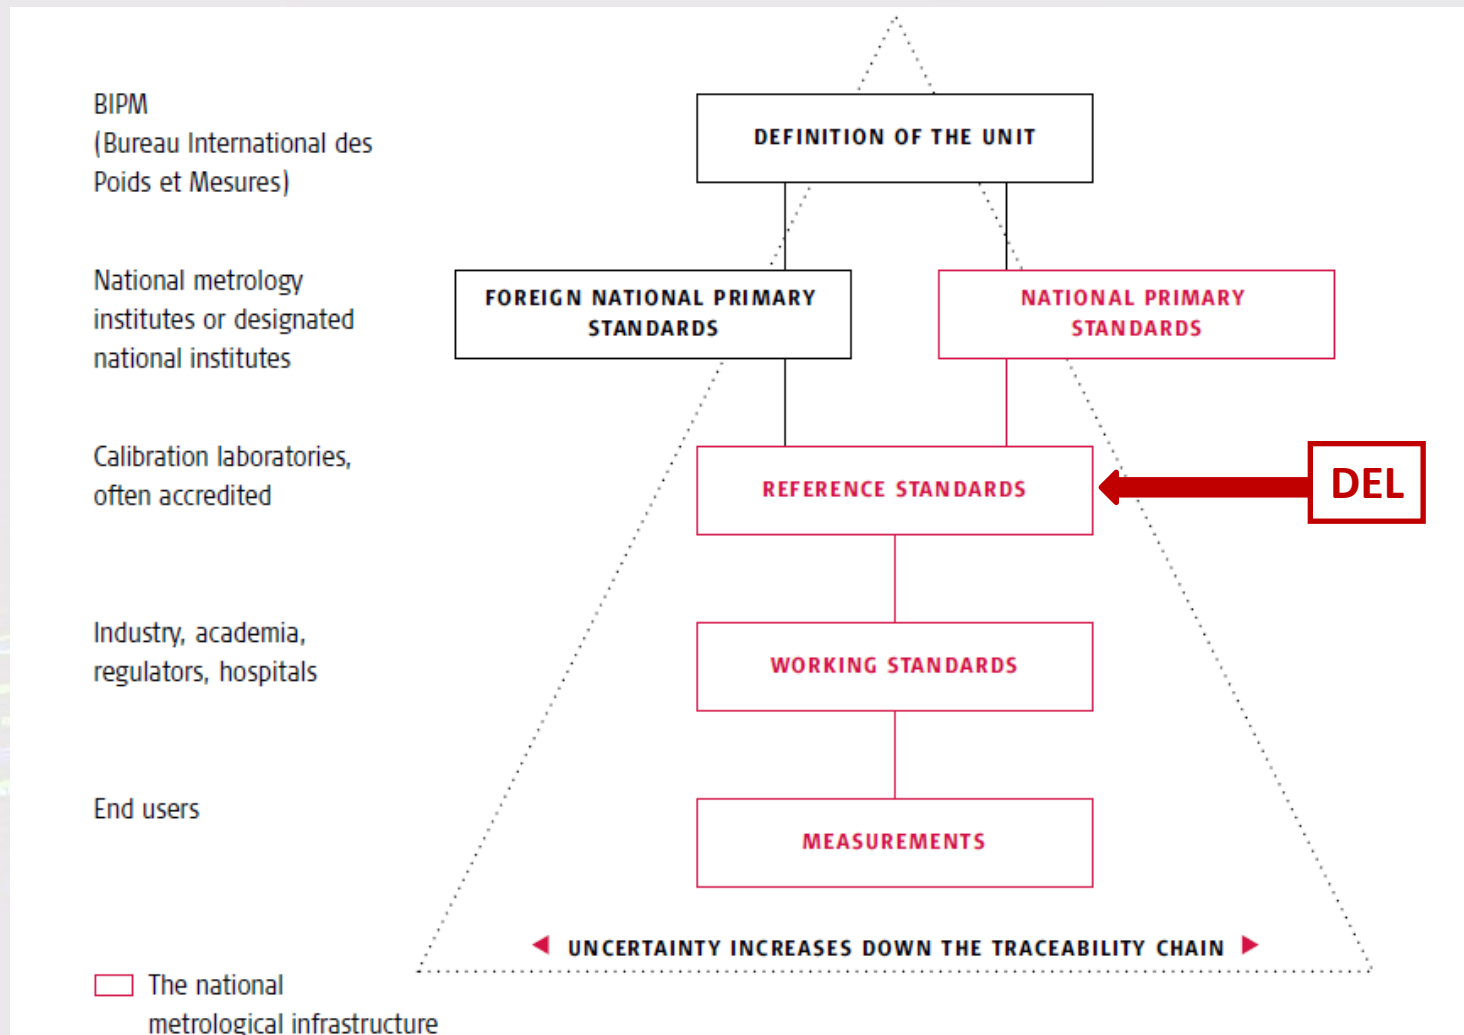 BIPM
(Bureau International des
Poids et Mesures)
DEFINITION OF THE UNIT
National metrology
institutes or designated
national institutes
FOREIGN NATIONAL PRIMARY
STANDARDS
NATIONAL PRIMARY
STANDARDS
Calibration laboratories,
often accredited
REFERENCE STANDARDS
DEL
Industry, academia,
regulators, hospitals
WORKING STANDARDS
End users
MEASUREMENTS
UNCERTAINTY INCREASES DOWN THE TRACEABILITY CHAIN
The national
metrological infrastructure